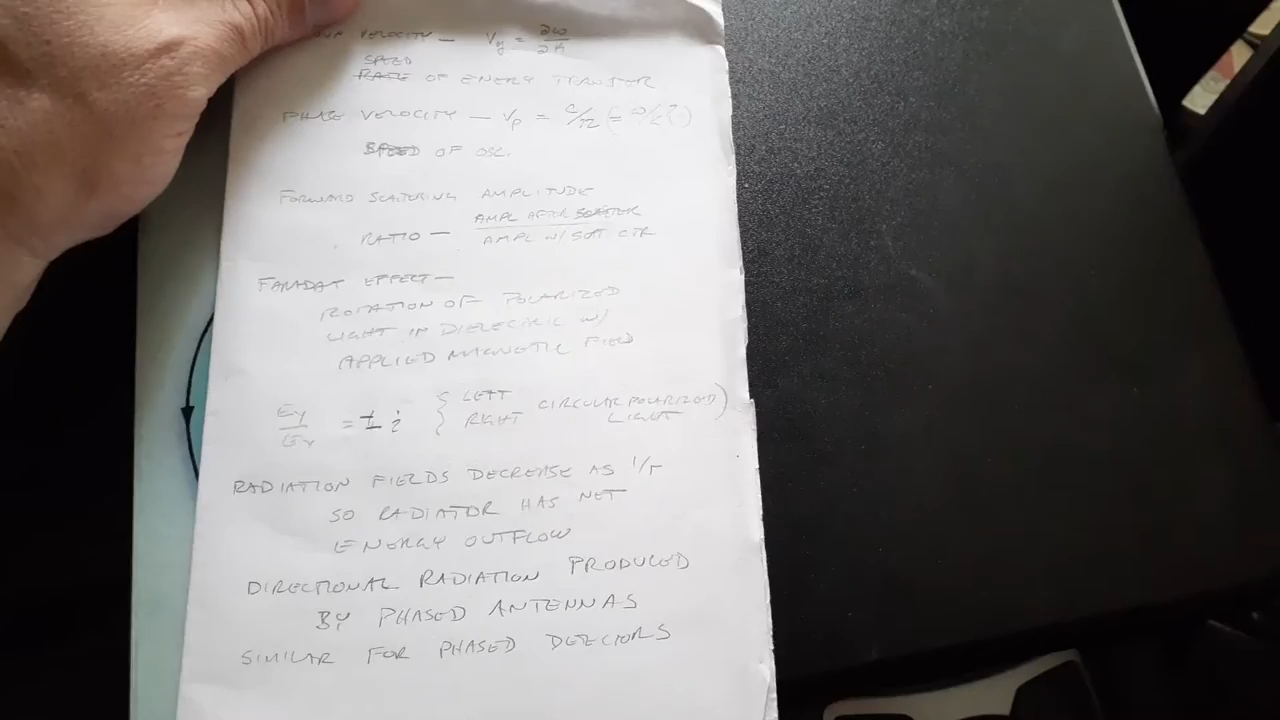 VELOCITY — Vg = ∂ω/∂k
SPEED
RATE OF ENERGY TRANSFER
PHASE VELOCITY — Vp = c/n (= ω/k ?)
SPEED OF OSC.
FORWARD SCATTERING AMPLITUDE
AMPL AFTER SCATTER
RATIO —
AMPL W/ SCATT CTR
FARADAY EFFECT —
ROTATION OF POLARIZED
LIGHT IN DIELECTRIC W/
APPLIED MAGNETIC FIELD
Ey/Ex = ± i { LEFT
RIGHT CIRCULAR POLARIZED )
LIGHT
RADIATION FIELDS DECREASE AS 1/r
SO RADIATOR HAS NET
ENERGY OUTFLOW
DIRECTIONAL RADIATION PRODUCED
BY PHASED ANTENNAS
SIMILAR FOR PHASED DETECTORS